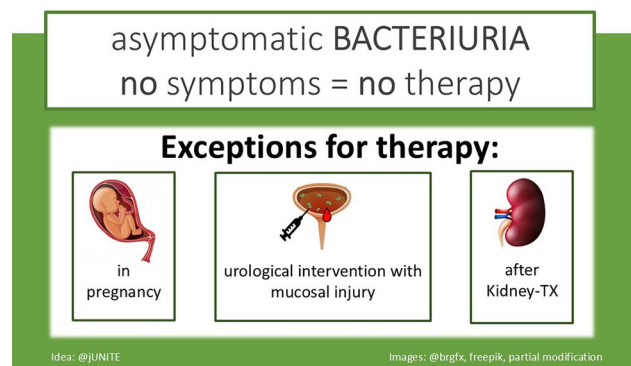 asymptomatic BACTERIURIA
no symptoms = no therapy
Exceptions for therapy:
in
pregnancy
urological intervention with
mucosal injury
after
Kidney-TX
Idea: @jUNITE
Images: @brgfx, freepik, partial modification